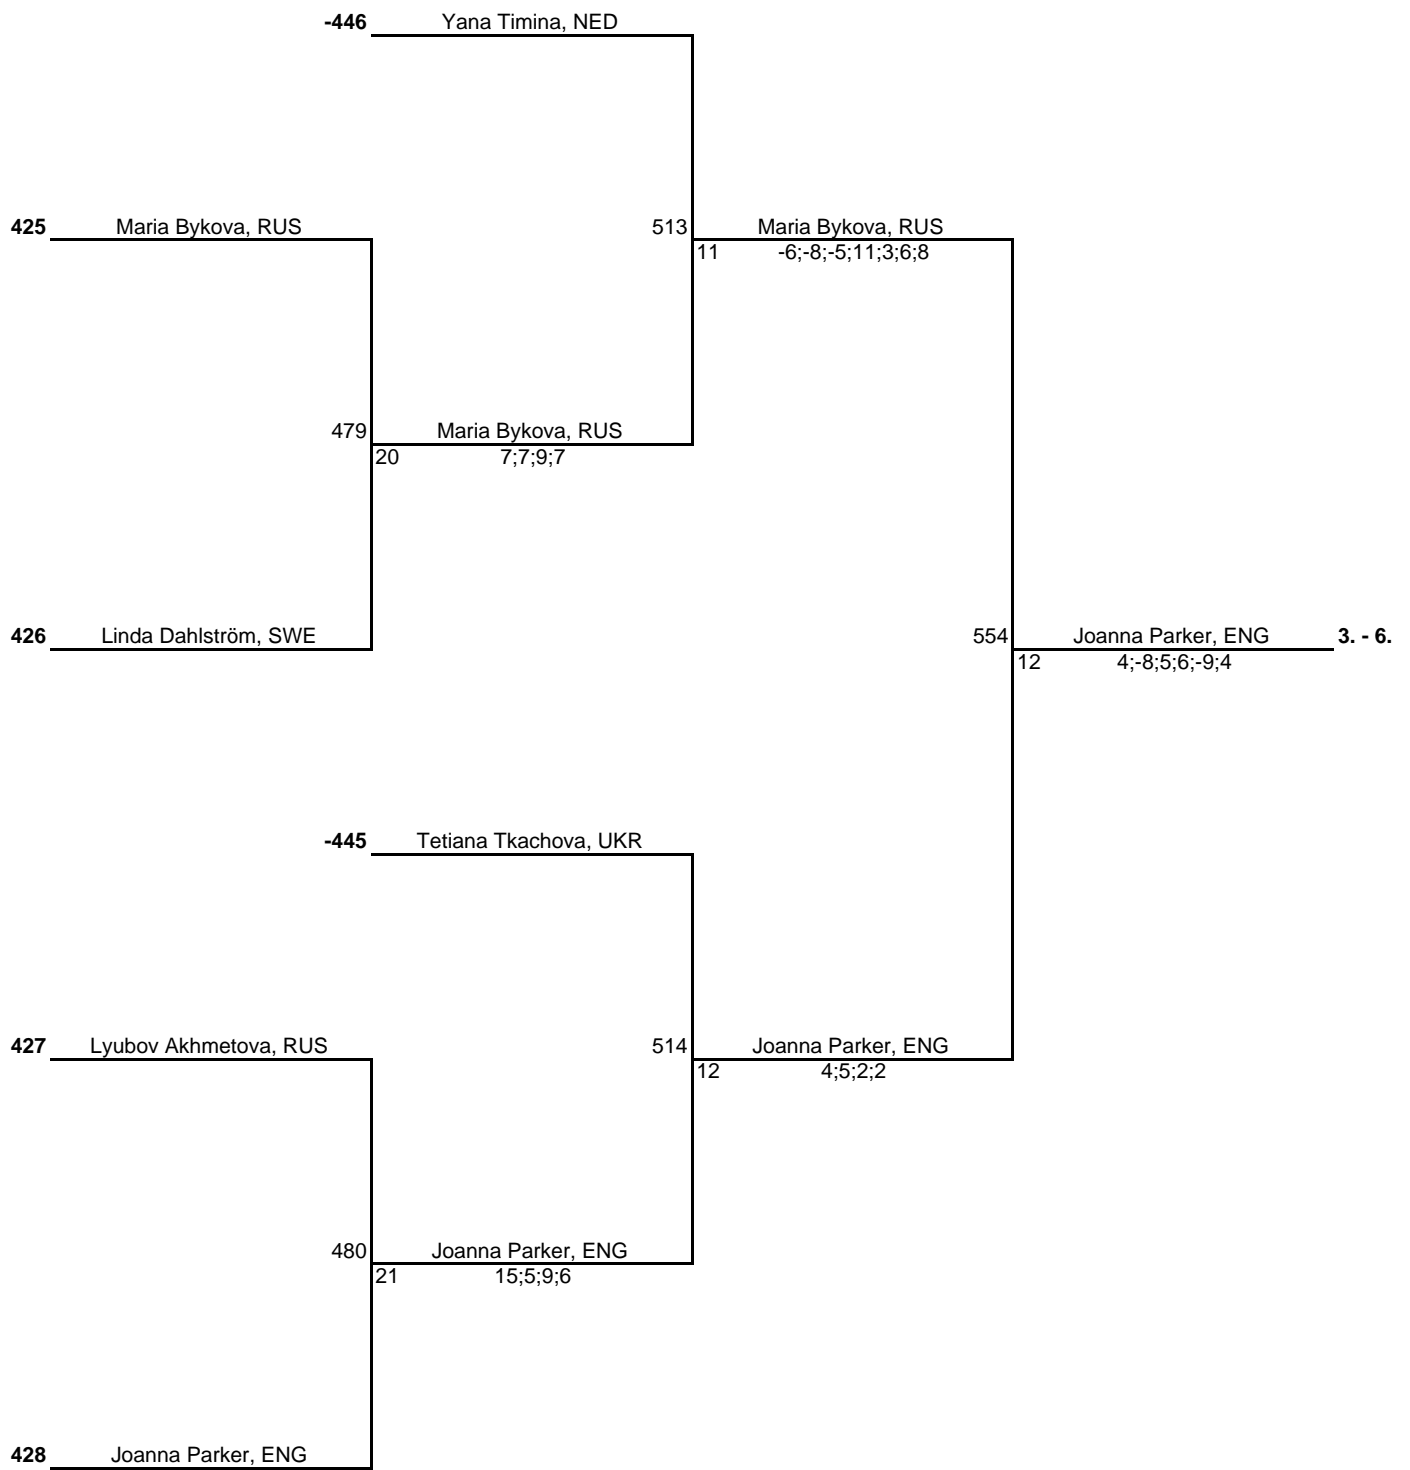 -446 Yana Timina, NED
425 Maria Bykova, RUS 513 Maria Bykova, RUS
11 -6;-8;-5;11;3;6;8
479 Maria Bykova, RUS
20 7;7;9;7
426 Linda Dahlström, SWE 554 Joanna Parker, ENG 3. - 6.
12 4;-8;5;6;-9;4
-445 Tetiana Tkachova, UKR
427 Lyubov Akhmetova, RUS 514 Joanna Parker, ENG
12 4;5;2;2
480 Joanna Parker, ENG
21 15;5;9;6
428 Joanna Parker, ENG